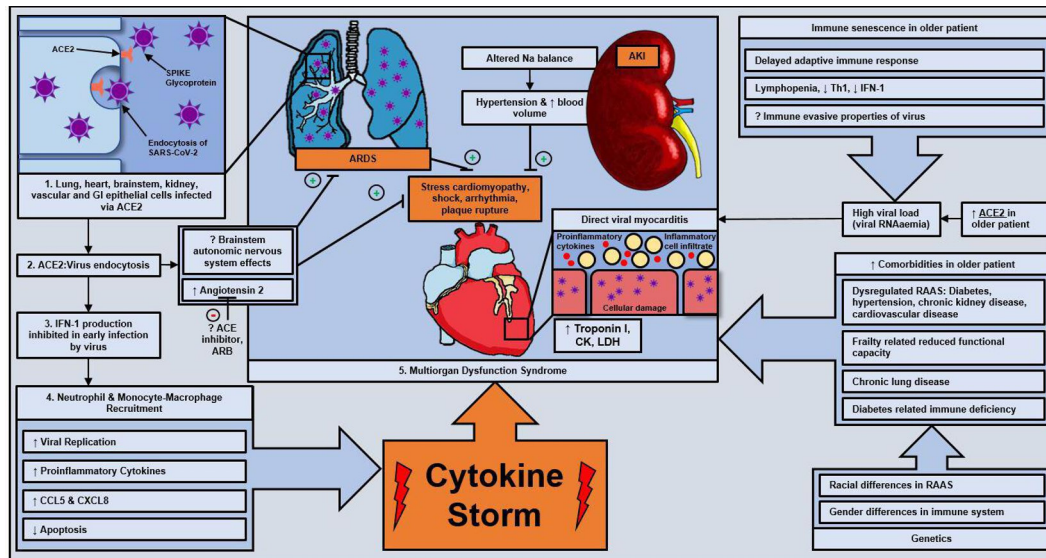 ACE2
SPIKE
Glycoprotein
Endocytosis of
SARS-CoV-2
1. Lung, heart, brainstem, kidney,
vascular and GI epithelial cells infected
via ACE2
2. ACE2:Virus endocytosis
3. IFN-1 production
inhibited in early infection
by virus
4. Neutrophil & Monocyte-Macrophage
Recruitment
↑ Viral Replication
↑ Proinflammatory Cytokines
↑ CCL5 & CXCL8
↓ Apoptosis
? Brainstem
autonomic nervous
system effects
↑ Angiotensin 2
-
? ACE
inhibitor,
ARB
ARDS
+
+
+
Altered Na balance
Hypertension & ↑ blood
volume
AKI
Stress cardiomyopathy,
shock, arrhythmia,
plaque rupture
Direct viral myocarditis
Proinflammatory
cytokines
Inflammatory
cell infiltrate
Cellular damage
↑ Troponin I,
CK, LDH
5. Multiorgan Dysfunction Syndrome
Cytokine
Storm
Immune senescence in older patient
Delayed adaptive immune response
Lymphopenia, ↓ Th1, ↓ IFN-1
? Immune evasive properties of virus
High viral load
(viral RNAaemia)
↑ ACE2 in
older patient
↑ Comorbidities in older patient
Dysregulated RAAS: Diabetes,
hypertension, chronic kidney disease,
cardiovascular disease
Frailty related reduced functional
capacity
Chronic lung disease
Diabetes related immune deficiency
Racial differences in RAAS
Gender differences in immune system
Genetics